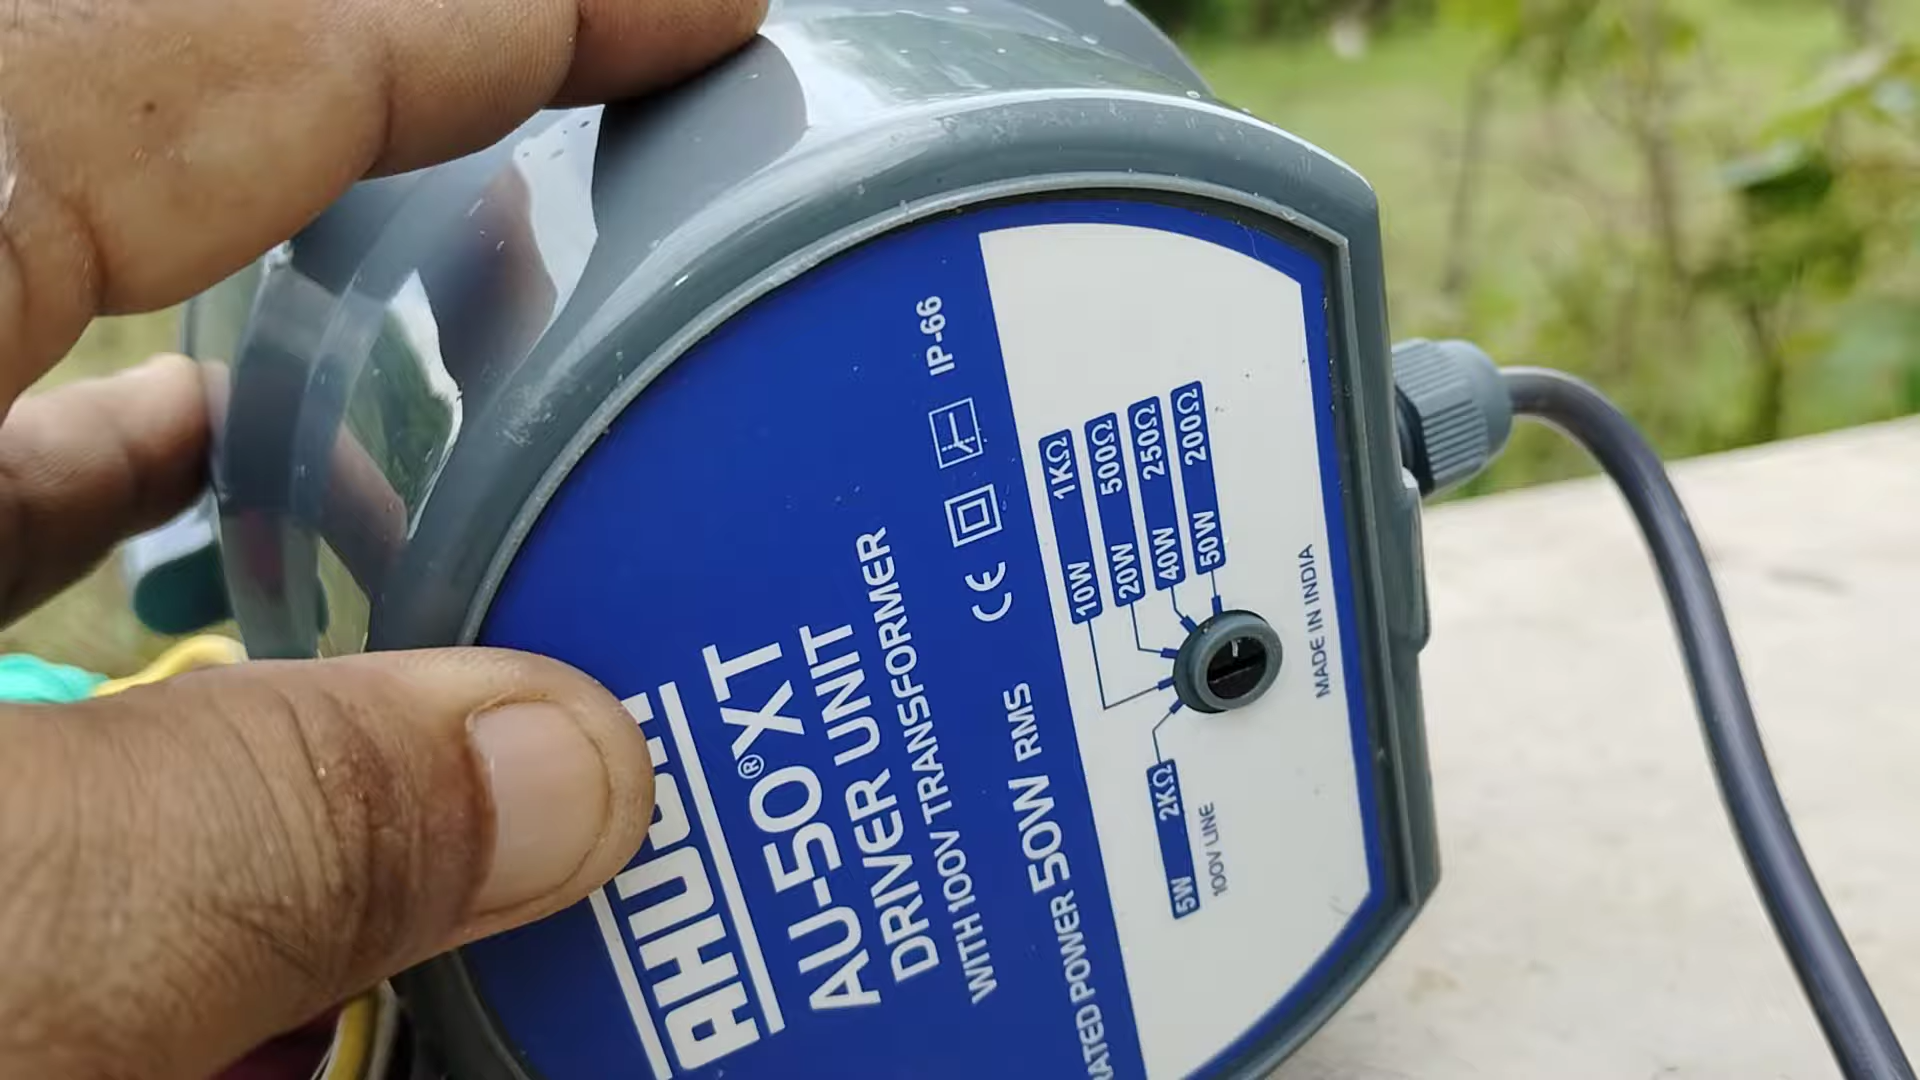 AHUJA
AU-50®XT
DRIVER UNIT
WITH 100V TRANSFORMER
CE IP-66
RATED POWER 50W RMS
10W 1KΩ
20W 500Ω
40W 250Ω
50W 200Ω
5W 2KΩ
100V LINE
MADE IN INDIA